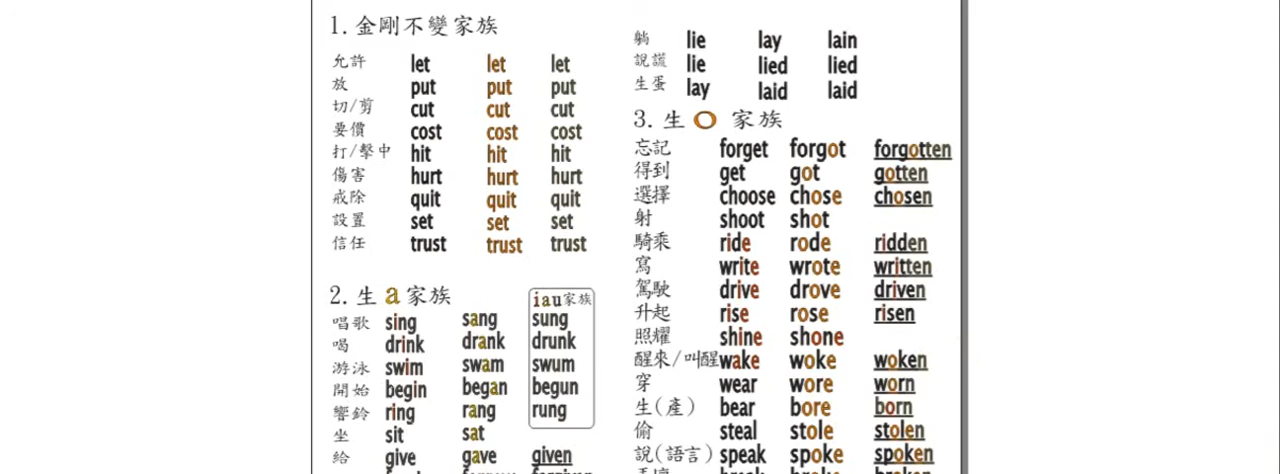 1. 金剛不變家族
允許 let let let
放 put put put
切/剪 cut cut cut
要價 cost cost cost
打/擊中 hit hit hit
傷害 hurt hurt hurt
戒除 quit quit quit
設置 set set set
信任 trust trust trust
2. 生a家族
iau家族
唱歌 sing sang sung
喝 drink drank drunk
游泳 swim swam swum
開始 begin began begun
響鈴 ring rang rung
坐 sit sat
給 give gave given
躺 lie lay lain
說謊 lie lied lied
生蛋 lay laid laid
3. 生 O 家族
忘記 forget forgot forgotten
得到 get got gotten
選擇 choose chose chosen
射 shoot shot
騎乘 ride rode ridden
寫 write wrote written
駕駛 drive drove driven
升起 rise rose risen
照耀 shine shone
醒來/叫醒 wake woke woken
穿 wear wore worn
生(產) bear bore born
偷 steal stole stolen
說(語言) speak spoke spoken